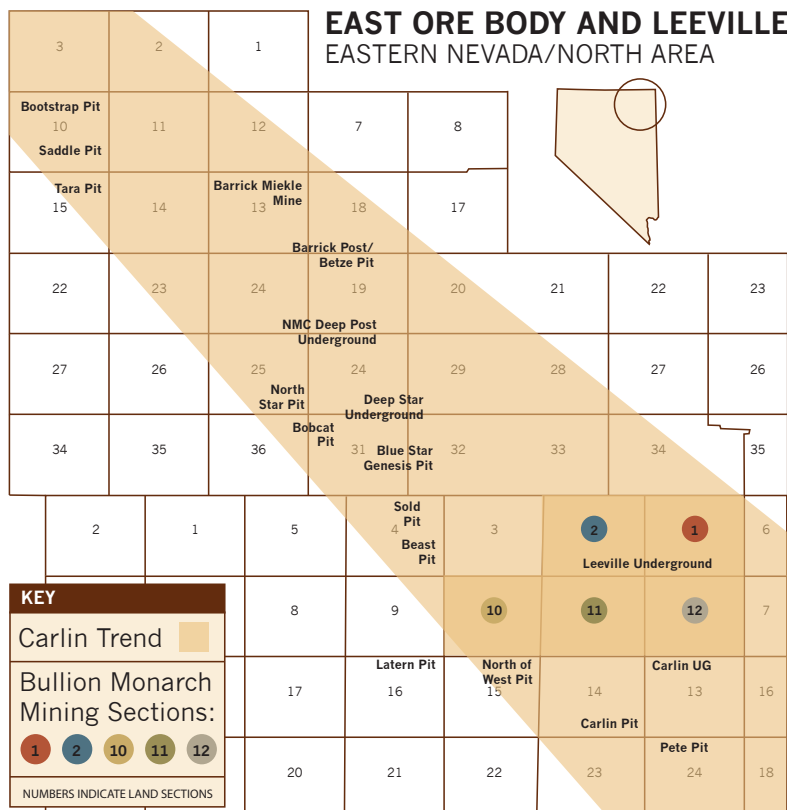 EAST ORE BODY AND LEEVILLE
EASTERN NEVADA/NORTH AREA
3 2 1
Bootstrap Pit
10 11 12 7 8
Saddle Pit
Tara Pit
Barrick Miekle
Mine
15 14 13 18 17
Barrick Post/
Betze Pit
22 23 24 19 20 21 22 23
NMC Deep Post
Underground
27 26 25 24 29 28 27 26
North
Star Pit
Deep Star
Underground
Bobcat
Pit
34 35 36 31 32 33 34 35
Blue Star
Genesis Pit
Sold
Pit
2 1 5 4 3 2 1 6
Beast
Pit
Leeville Underground
8 9 10 11 12 7
Latern Pit
North of
West Pit
Carlin UG
17 16 15 14 13 16
Carlin Pit
Pete Pit
20 21 22 23 24 18
KEY
Carlin Trend
Bullion Monarch
Mining Sections:
1 2 10 11 12
NUMBERS INDICATE LAND SECTIONS